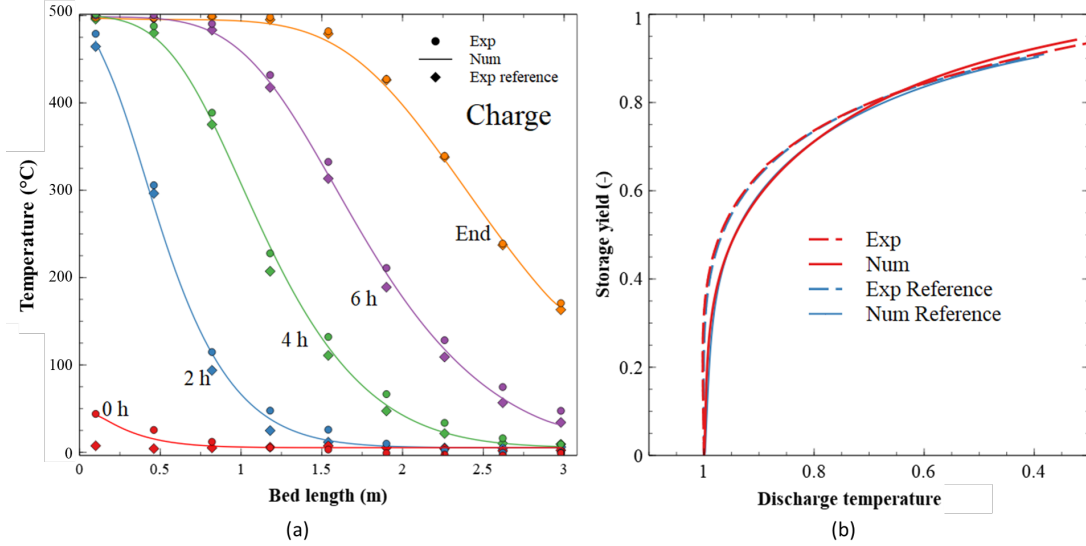 500
400
300
200
100
0
Temperature (°C)
Exp
Num
Exp reference
Charge
End
6 h
4 h
2 h
0 h
0 0.5 1 1.5 2 2.5 3
Bed length (m)
(a)
1
0.8
0.6
0.4
0.2
0
Storage yield (-)
Exp
Num
Exp Reference
Num Reference
1 0.8 0.6 0.4
Discharge temperature
(b)